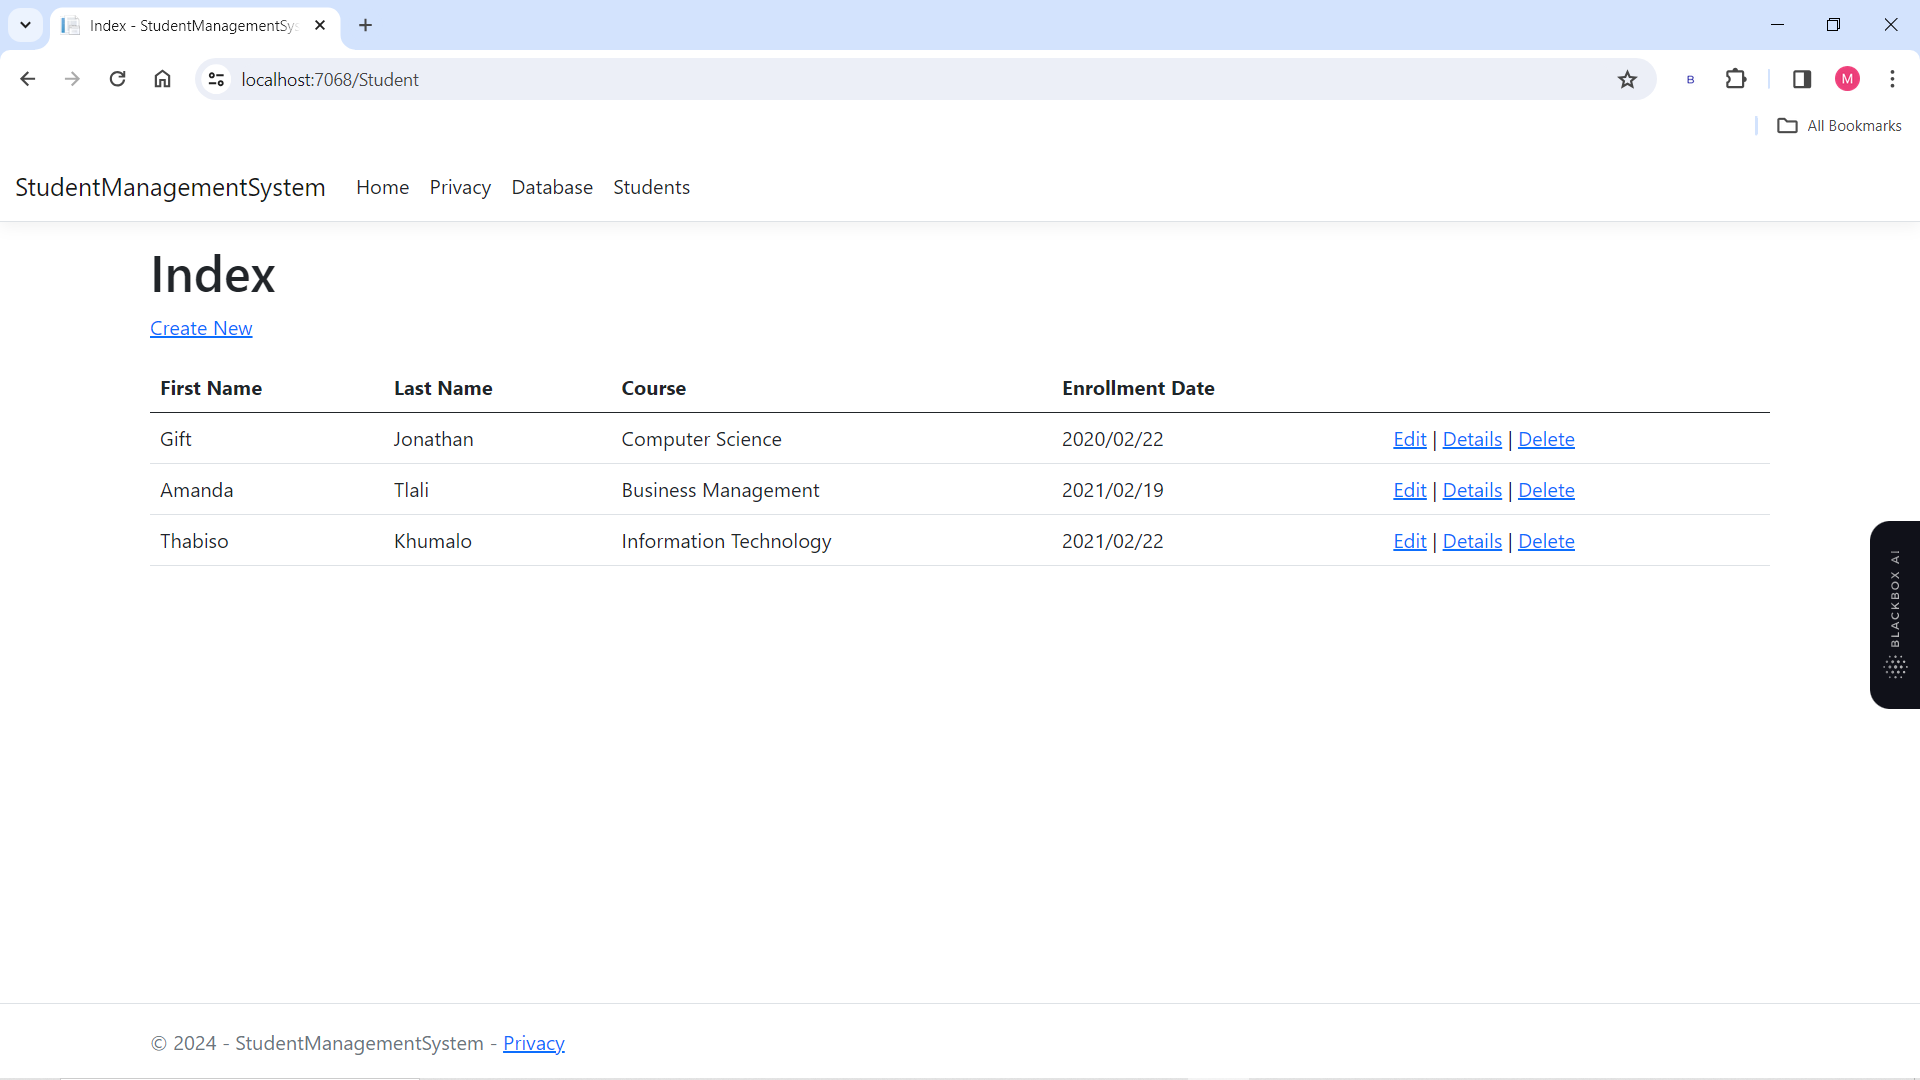 Index - StudentManagementSys
localhost:7068/Student
B
M
All Bookmarks
StudentManagementSystem Home Privacy Database Students
Index
Create New
First Name Last Name Course Enrollment Date
Gift Jonathan Computer Science 2020/02/22 Edit | Details | Delete
Amanda Tlali Business Management 2021/02/19 Edit | Details | Delete
Thabiso Khumalo Information Technology 2021/02/22 Edit | Details | Delete
BLACKBOX AI
© 2024 - StudentManagementSystem - Privacy